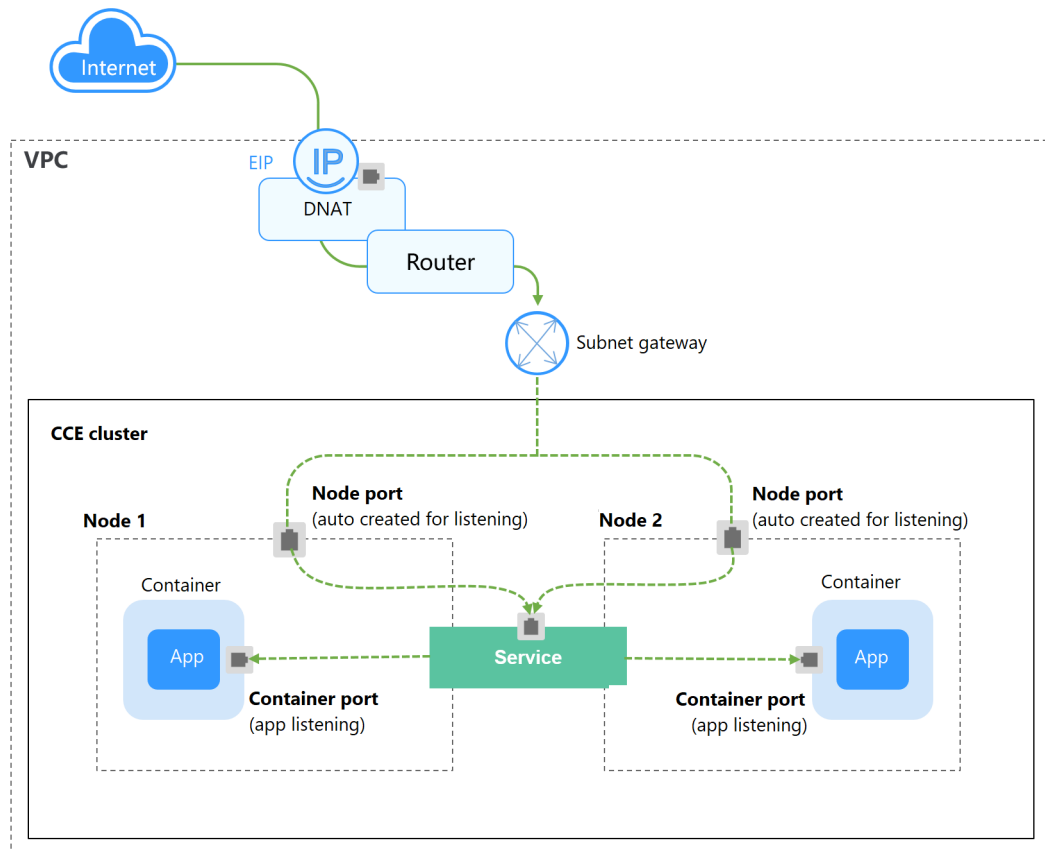 Internet
VPC
EIP
IP
DNAT
Router
Subnet gateway
CCE cluster
Node port
(auto created for listening)
Node port
(auto created for listening)
Node 1
Node 2
Container
Container
App
Service
App
Container port
(app listening)
Container port
(app listening)